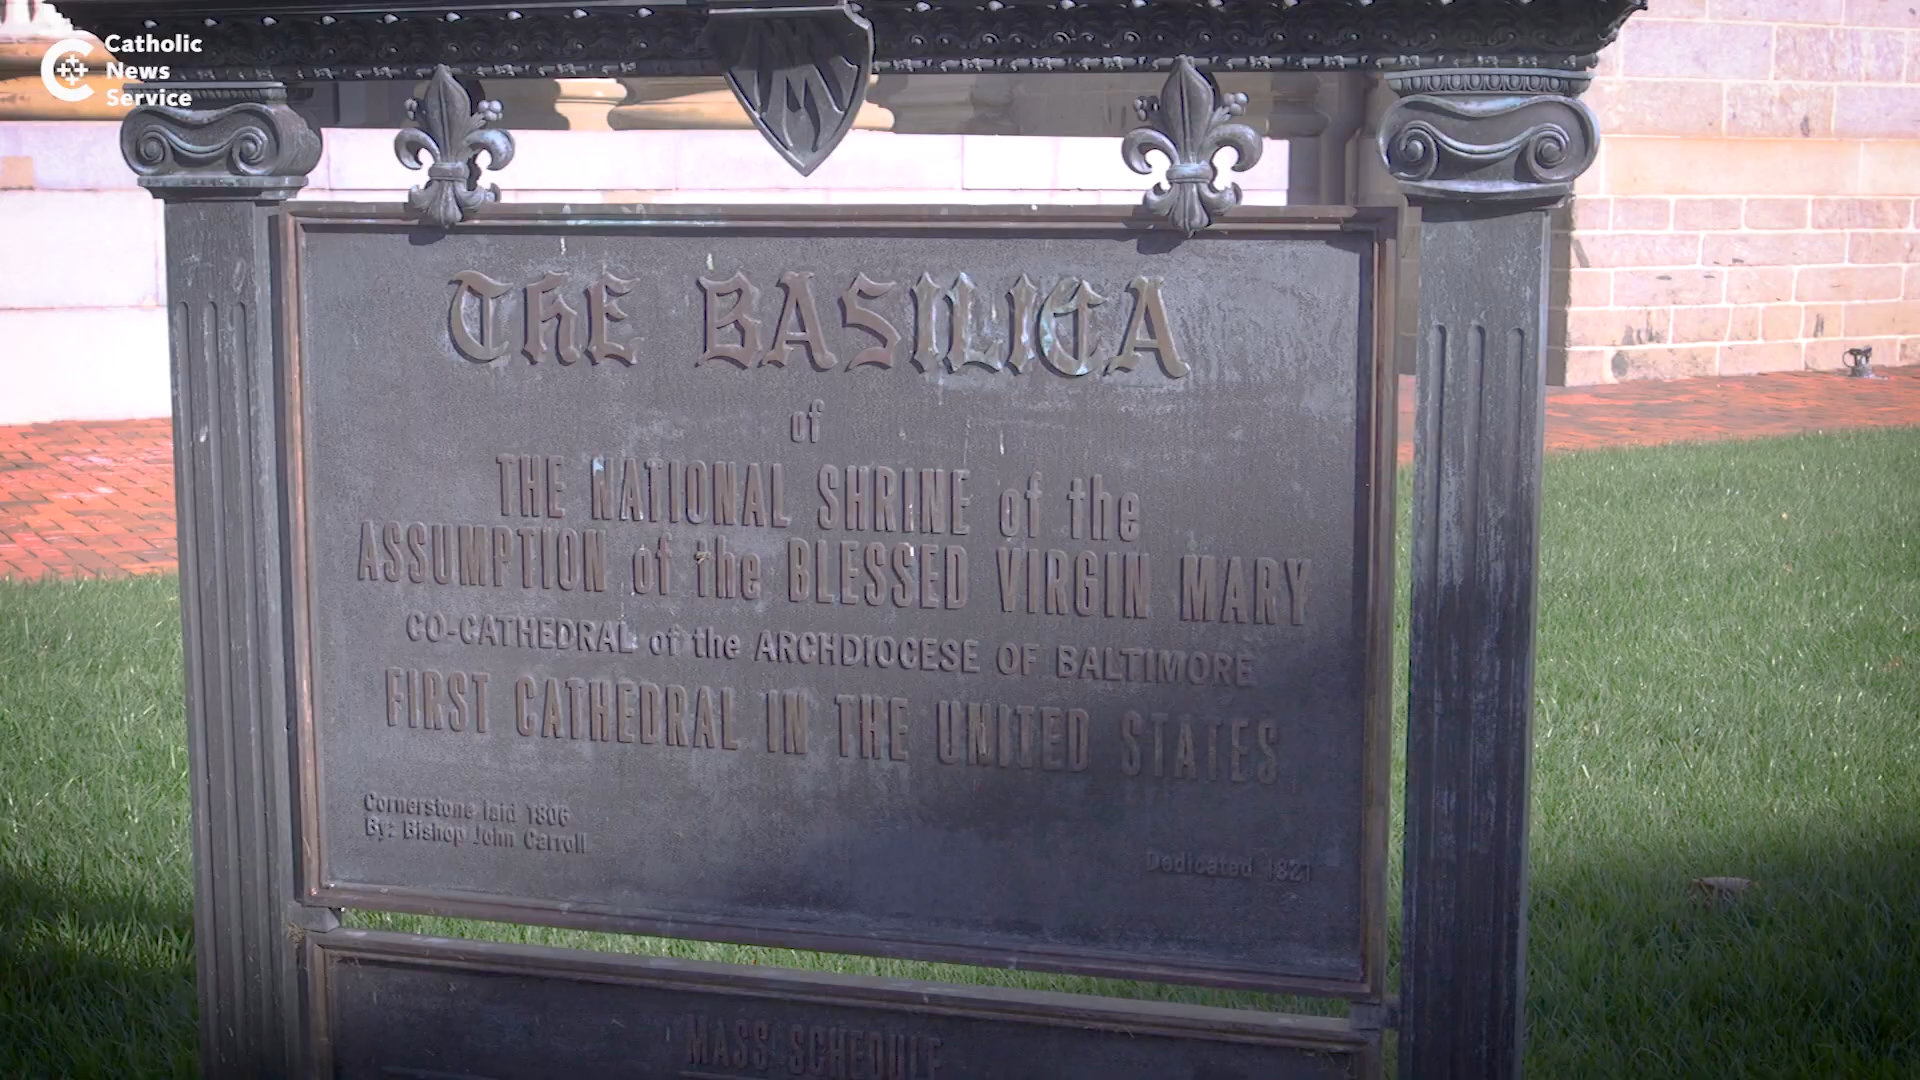 Catholic
News
Service
THE BASILICA
of
THE NATIONAL SHRINE of the
ASSUMPTION of the BLESSED VIRGIN MARY
CO-CATHEDRAL of the ARCHDIOCESE OF BALTIMORE
FIRST CATHEDRAL IN THE UNITED STATES
Cornerstone laid 1806
By: Bishop John Carroll
Dedicated 1821
MASS SCHEDULE